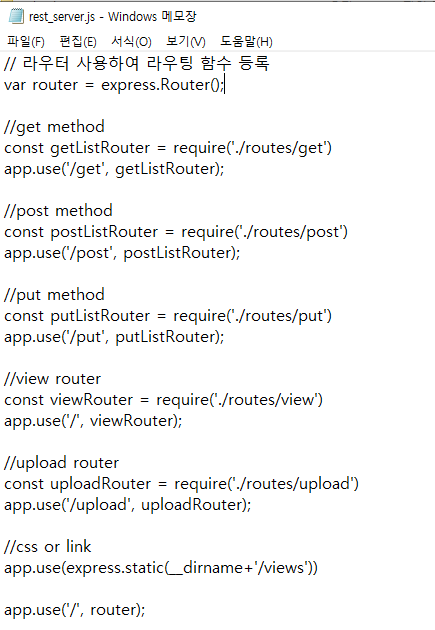 rest_server.js - Windows 메모장
파일(F) 편집(E) 서식(O) 보기(V) 도움말(H)
// 라우터 사용하여 라우팅 함수 등록
var router = express.Router();
//get method
const getListRouter = require('./routes/get')
app.use('/get', getListRouter);
//post method
const postListRouter = require('./routes/post')
app.use('/post', postListRouter);
//put method
const putListRouter = require('./routes/put')
app.use('/put', putListRouter);
//view router
const viewRouter = require('./routes/view')
app.use('/', viewRouter);
//upload router
const uploadRouter = require('./routes/upload')
app.use('/upload', uploadRouter);
//css or link
app.use(express.static(__dirname+'/views'))
app.use('/', router);